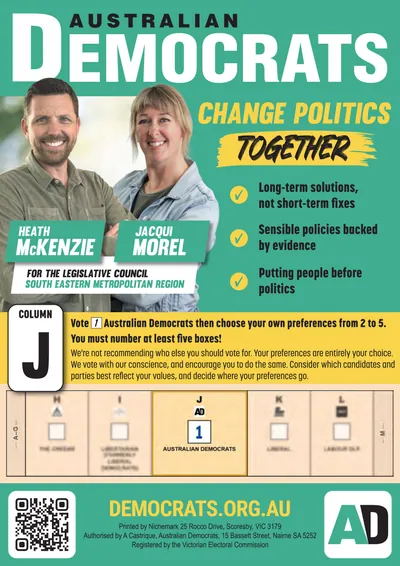 AUSTRALIAN
DEMOCRATS
CHANGE POLITICS
TOGETHER
Long-term solutions,
not short-term fixes
Sensible policies backed
by evidence
Putting people before
politics
HEATH
McKENZIE
JACQUI
MOREL
FOR THE LEGISLATIVE COUNCIL
SOUTH EASTERN METROPOLITAN REGION
COLUMN
J
Vote 1 Australian Democrats then choose your own preferences from 2 to 5.
You must number at least five boxes!
We're not recommending who else you should vote for. Your preferences are entirely your choice.
We vote with our conscience, and encourage you to do the same. Consider which candidates and
parties best reflect your values, and decide where your preferences go.
A–G
H
THE GREENS
I
LIBERTARIAN
(FORMERLY
LIBERAL
DEMOCRATS)
J
AD
1
AUSTRALIAN DEMOCRATS
K
LIBERAL
L
LABOUR DLP
M
DEMOCRATS.ORG.AU
Printed by Nichemark 25 Rocco Drive, Scoresby, VIC 3179
Authorised by A Castrique, Australian Democrats, 15 Bassett Street, Nairne SA 5252
Registered by the Victorian Electoral Commission
AD